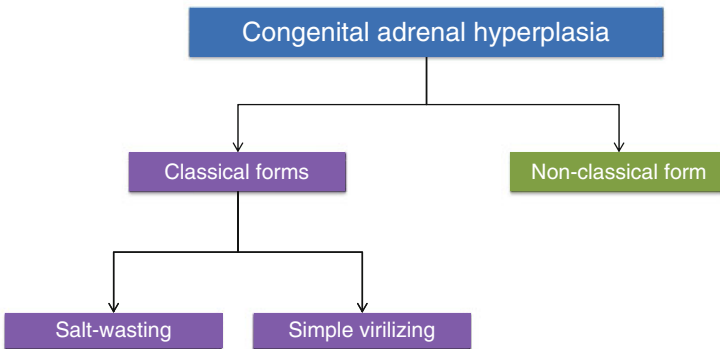 Congenital adrenal hyperplasia
Classical forms
Non-classical form
Salt-wasting
Simple virilizing